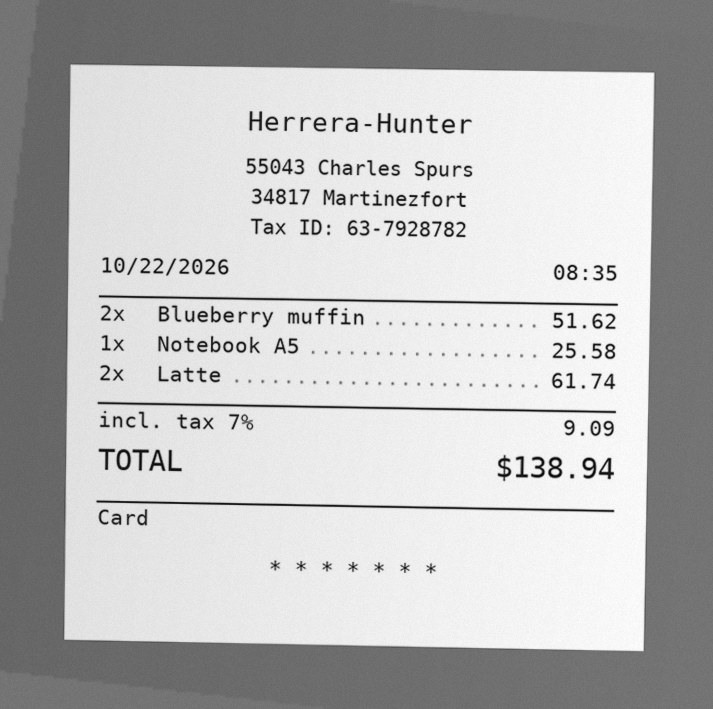 Herrera-Hunter
55043 Charles Spurs
34817 Martinezfort
Tax ID: 63-7928782
10/22/2026 08:35
2x Blueberry muffin ............. 51.62
1x Notebook A5 .................. 25.58
2x Latte ........................ 61.74
incl. tax 7% 9.09
TOTAL $138.94
Card
* * * * * * *